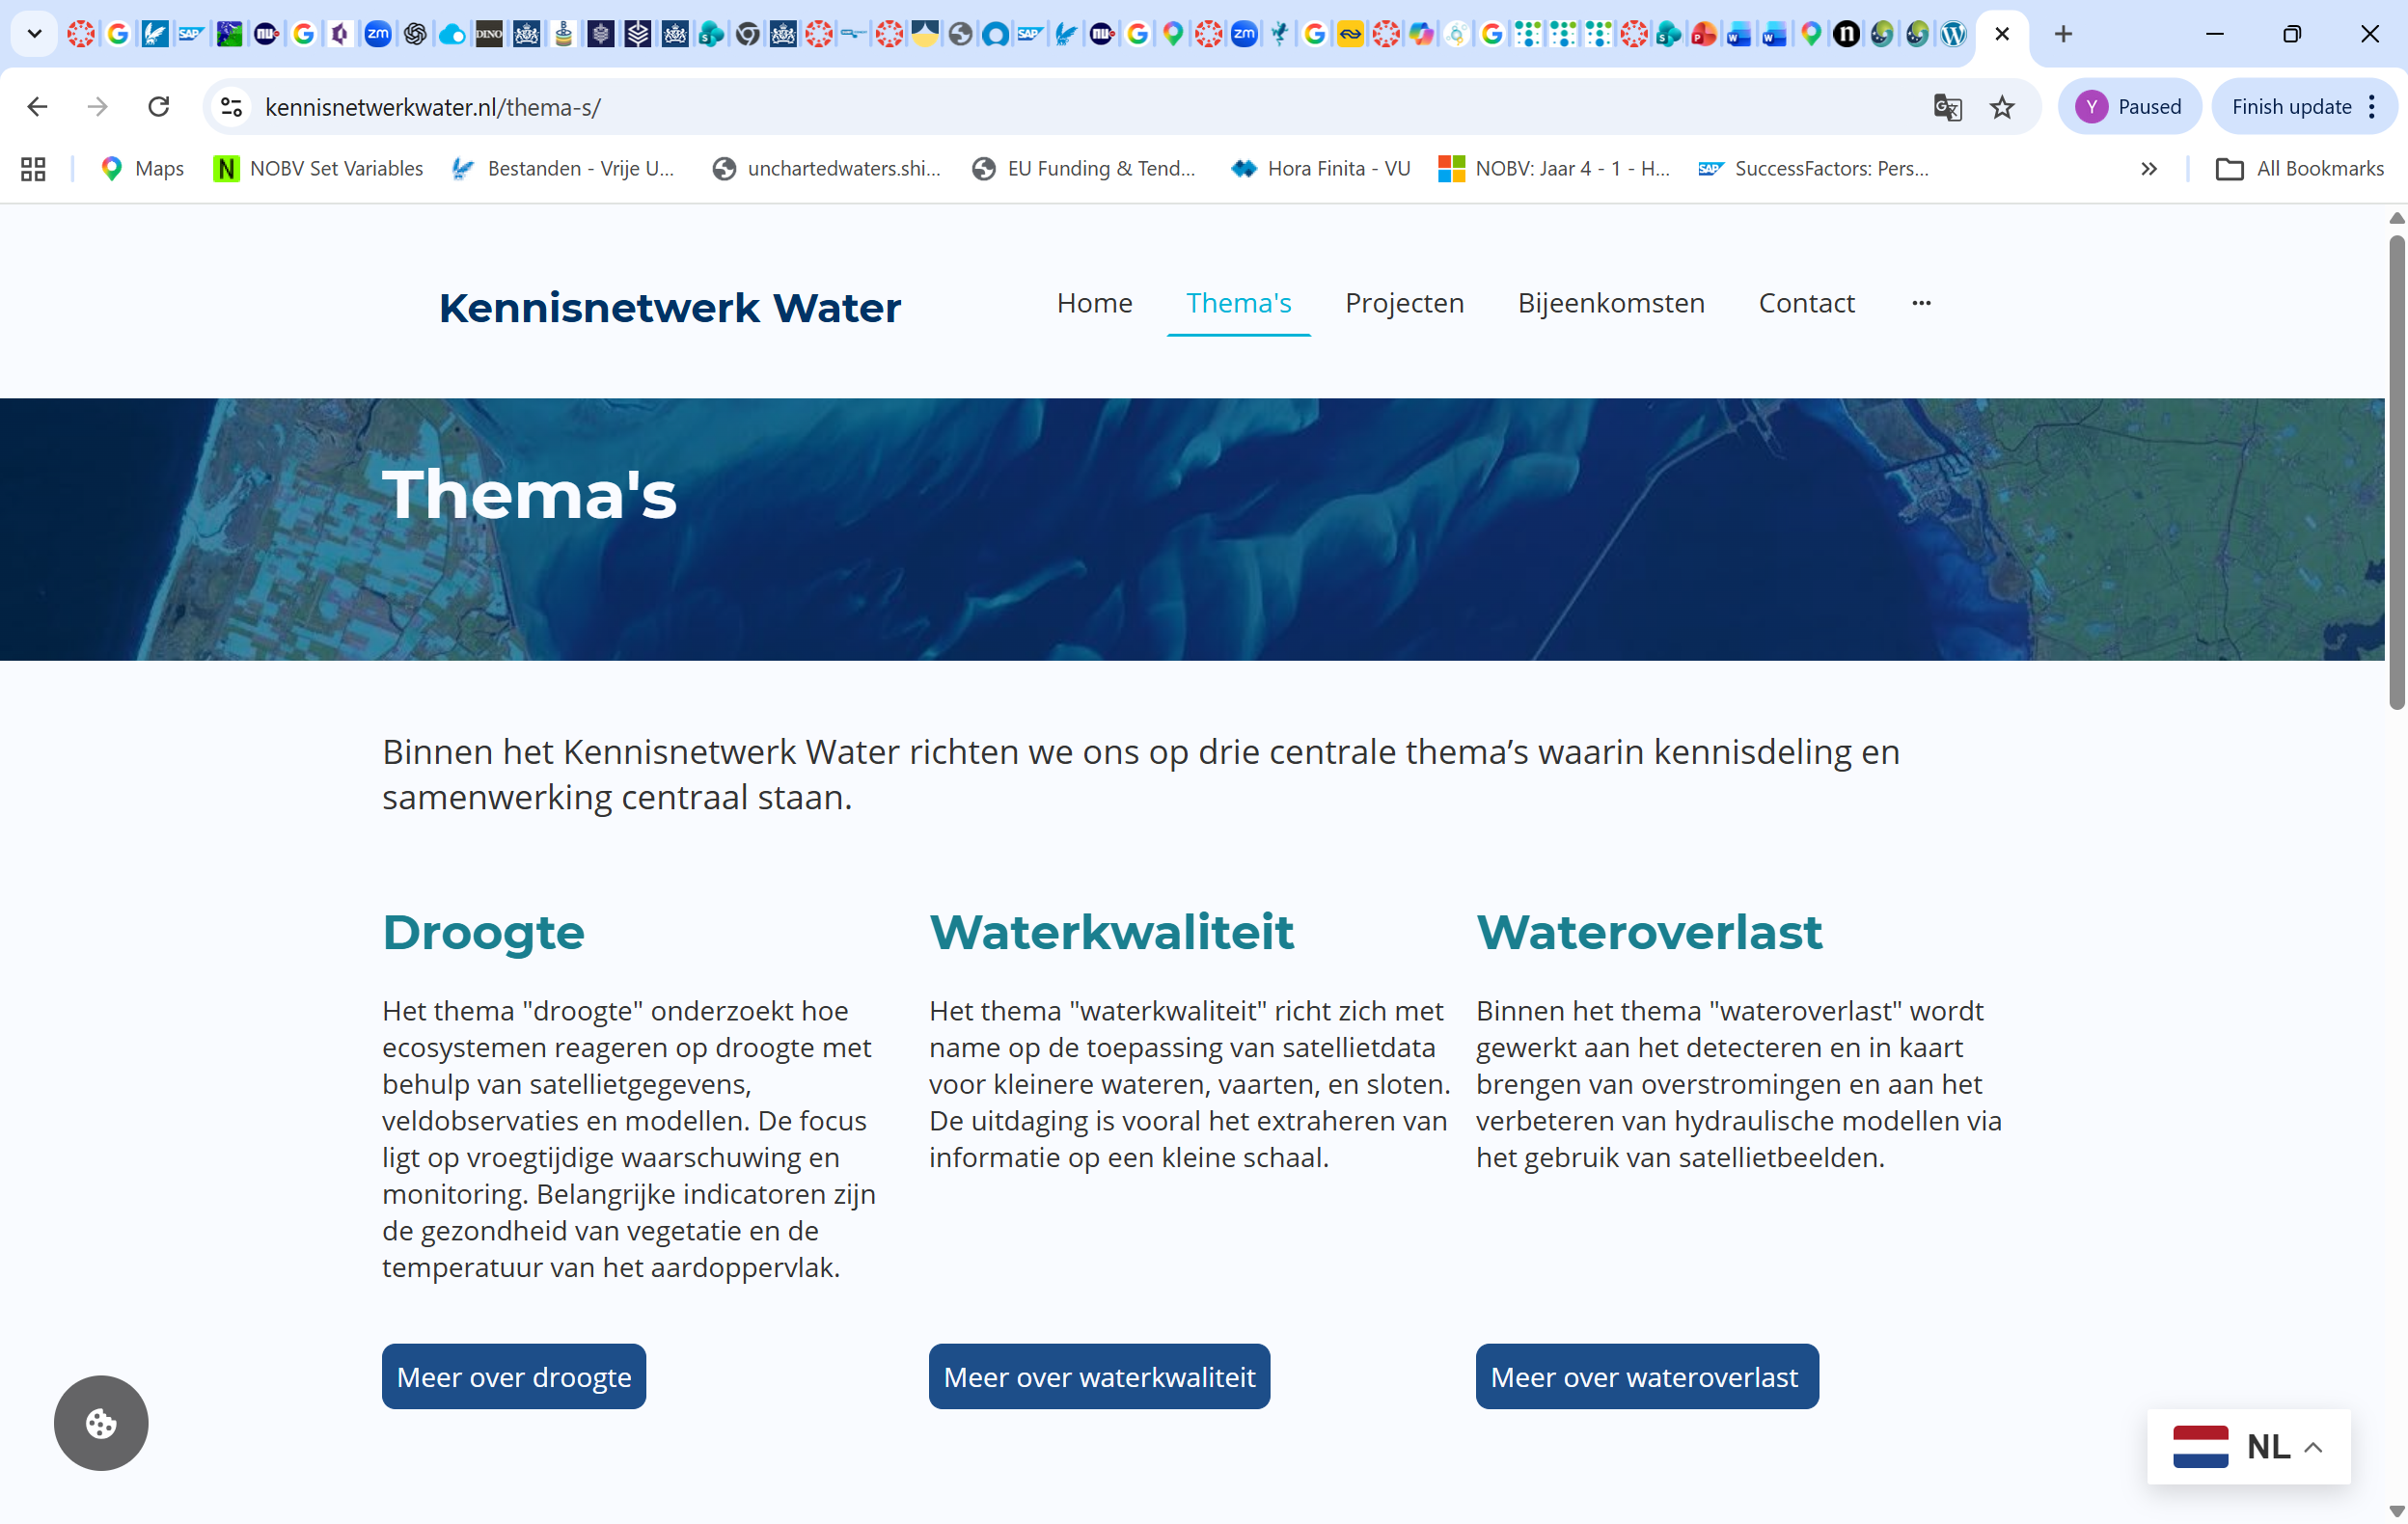 kennisnetwerkwater.nl/thema-s/
Y Paused
Finish update
Maps
NOBV Set Variables
Bestanden - Vrije U...
unchartedwaters.shi...
EU Funding & Tend...
Hora Finita - VU
NOBV: Jaar 4 - 1 - H...
SuccessFactors: Pers...
All Bookmarks
Kennisnetwerk Water
Home
Thema's
Projecten
Bijeenkomsten
Contact
Thema's
Binnen het Kennisnetwerk Water richten we ons op drie centrale thema’s waarin kennisdeling en
samenwerking centraal staan.
Droogte
Het thema "droogte" onderzoekt hoe
ecosystemen reageren op droogte met
behulp van satellietgegevens,
veldobservaties en modellen. De focus
ligt op vroegtijdige waarschuwing en
monitoring. Belangrijke indicatoren zijn
de gezondheid van vegetatie en de
temperatuur van het aardoppervlak.
Meer over droogte
Waterkwaliteit
Het thema "waterkwaliteit" richt zich met
name op de toepassing van satellietdata
voor kleinere wateren, vaarten, en sloten.
De uitdaging is vooral het extraheren van
informatie op een kleine schaal.
Meer over waterkwaliteit
Wateroverlast
Binnen het thema "wateroverlast" wordt
gewerkt aan het detecteren en in kaart
brengen van overstromingen en aan het
verbeteren van hydraulische modellen via
het gebruik van satellietbeelden.
Meer over wateroverlast
NL